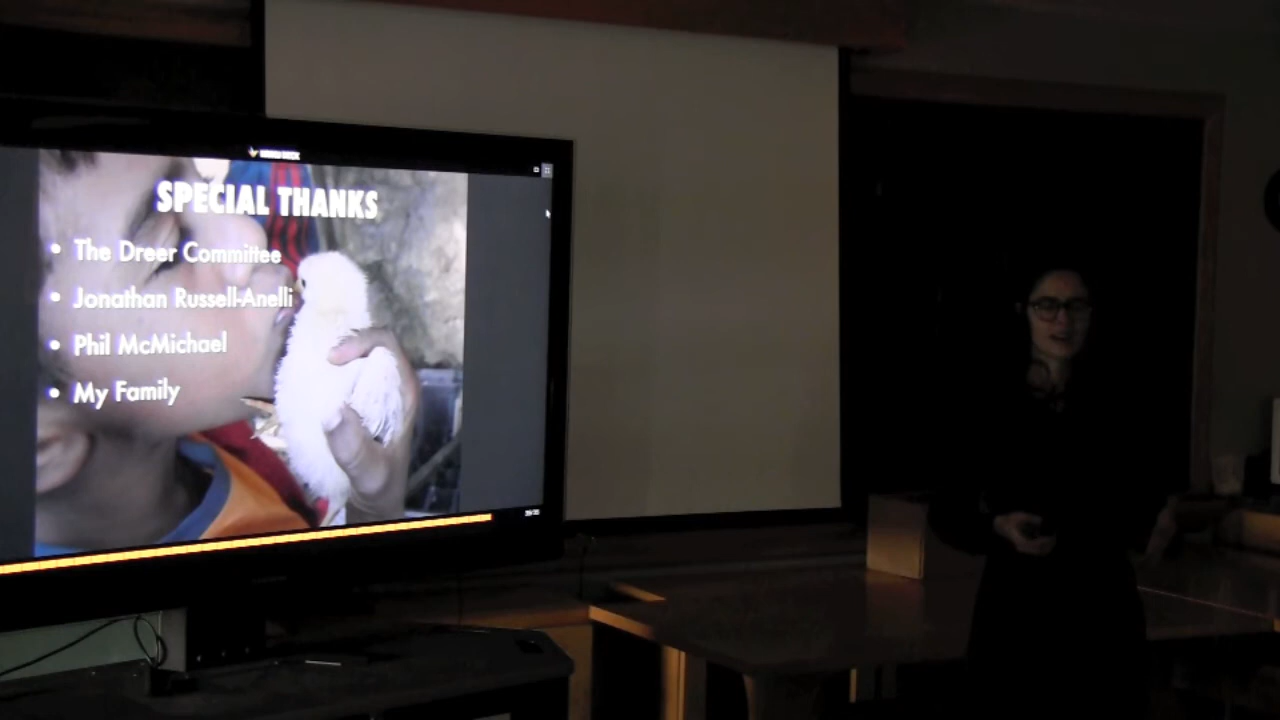 SPECIAL THANKS
• The Dreer Committee
• Jonathan Russell-Anelli
• Phil McMichael
• My Family